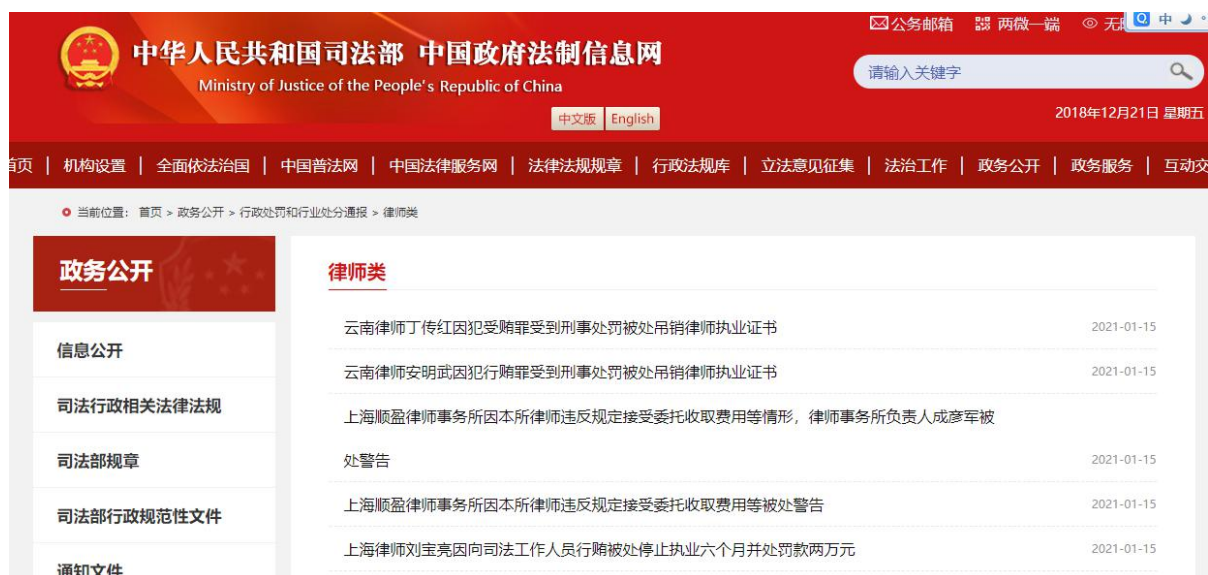 公务邮箱 两微一端 无
中
中华人民共和国司法部 中国政府法制信息网
Ministry of Justice of the People's Republic of China
请输入关键字
中文版 English
2018年12月21日 星期五
首页 | 机构设置 | 全面依法治国 | 中国普法网 | 中国法律服务网 | 法律法规规章 | 行政法规库 | 立法意见征集 | 法治工作 | 政务公开 | 政务服务 | 互动交
当前位置: 首页 > 政务公开 > 行政处罚和行业处分通报 > 律师类
政务公开
信息公开
司法行政相关法律法规
司法部规章
司法部行政规范性文件
通知文件
律师类
云南律师丁传红因犯受贿罪受到刑事处罚被处吊销律师执业证书 2021-01-15
云南律师安明武因犯行贿罪受到刑事处罚被处吊销律师执业证书 2021-01-15
上海顺盈律师事务所因本所律师违反规定接受委托收取费用等情形，律师事务所负责人成彦军被
处警告 2021-01-15
上海顺盈律师事务所因本所律师违反规定接受委托收取费用等被处警告 2021-01-15
上海律师刘宝亮因向司法工作人员行贿被处停止执业六个月并处罚款两万元 2021-01-15